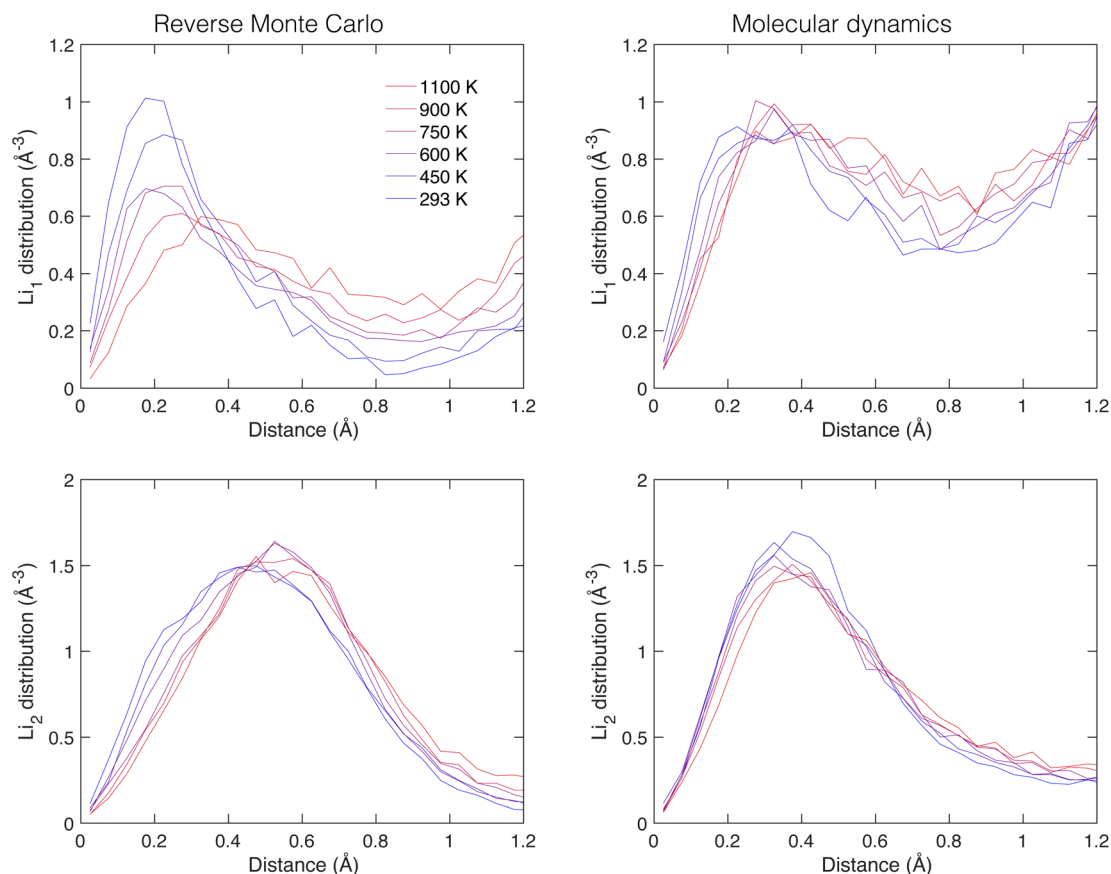 Reverse Monte Carlo
Molecular dynamics
1.2
1
0.8
0.6
0.4
0.2
0
Li1 distribution (Å-3)
1100 K
900 K
750 K
600 K
450 K
293 K
0 0.2 0.4 0.6 0.8 1 1.2
Distance (Å)
1.2
1
0.8
0.6
0.4
0.2
0
Li1 distribution (Å-3)
0 0.2 0.4 0.6 0.8 1 1.2
Distance (Å)
2
1.5
1
0.5
0
Li2 distribution (Å-3)
0 0.2 0.4 0.6 0.8 1 1.2
Distance (Å)
2
1.5
1
0.5
0
Li2 distribution (Å-3)
0 0.2 0.4 0.6 0.8 1 1.2
Distance (Å)